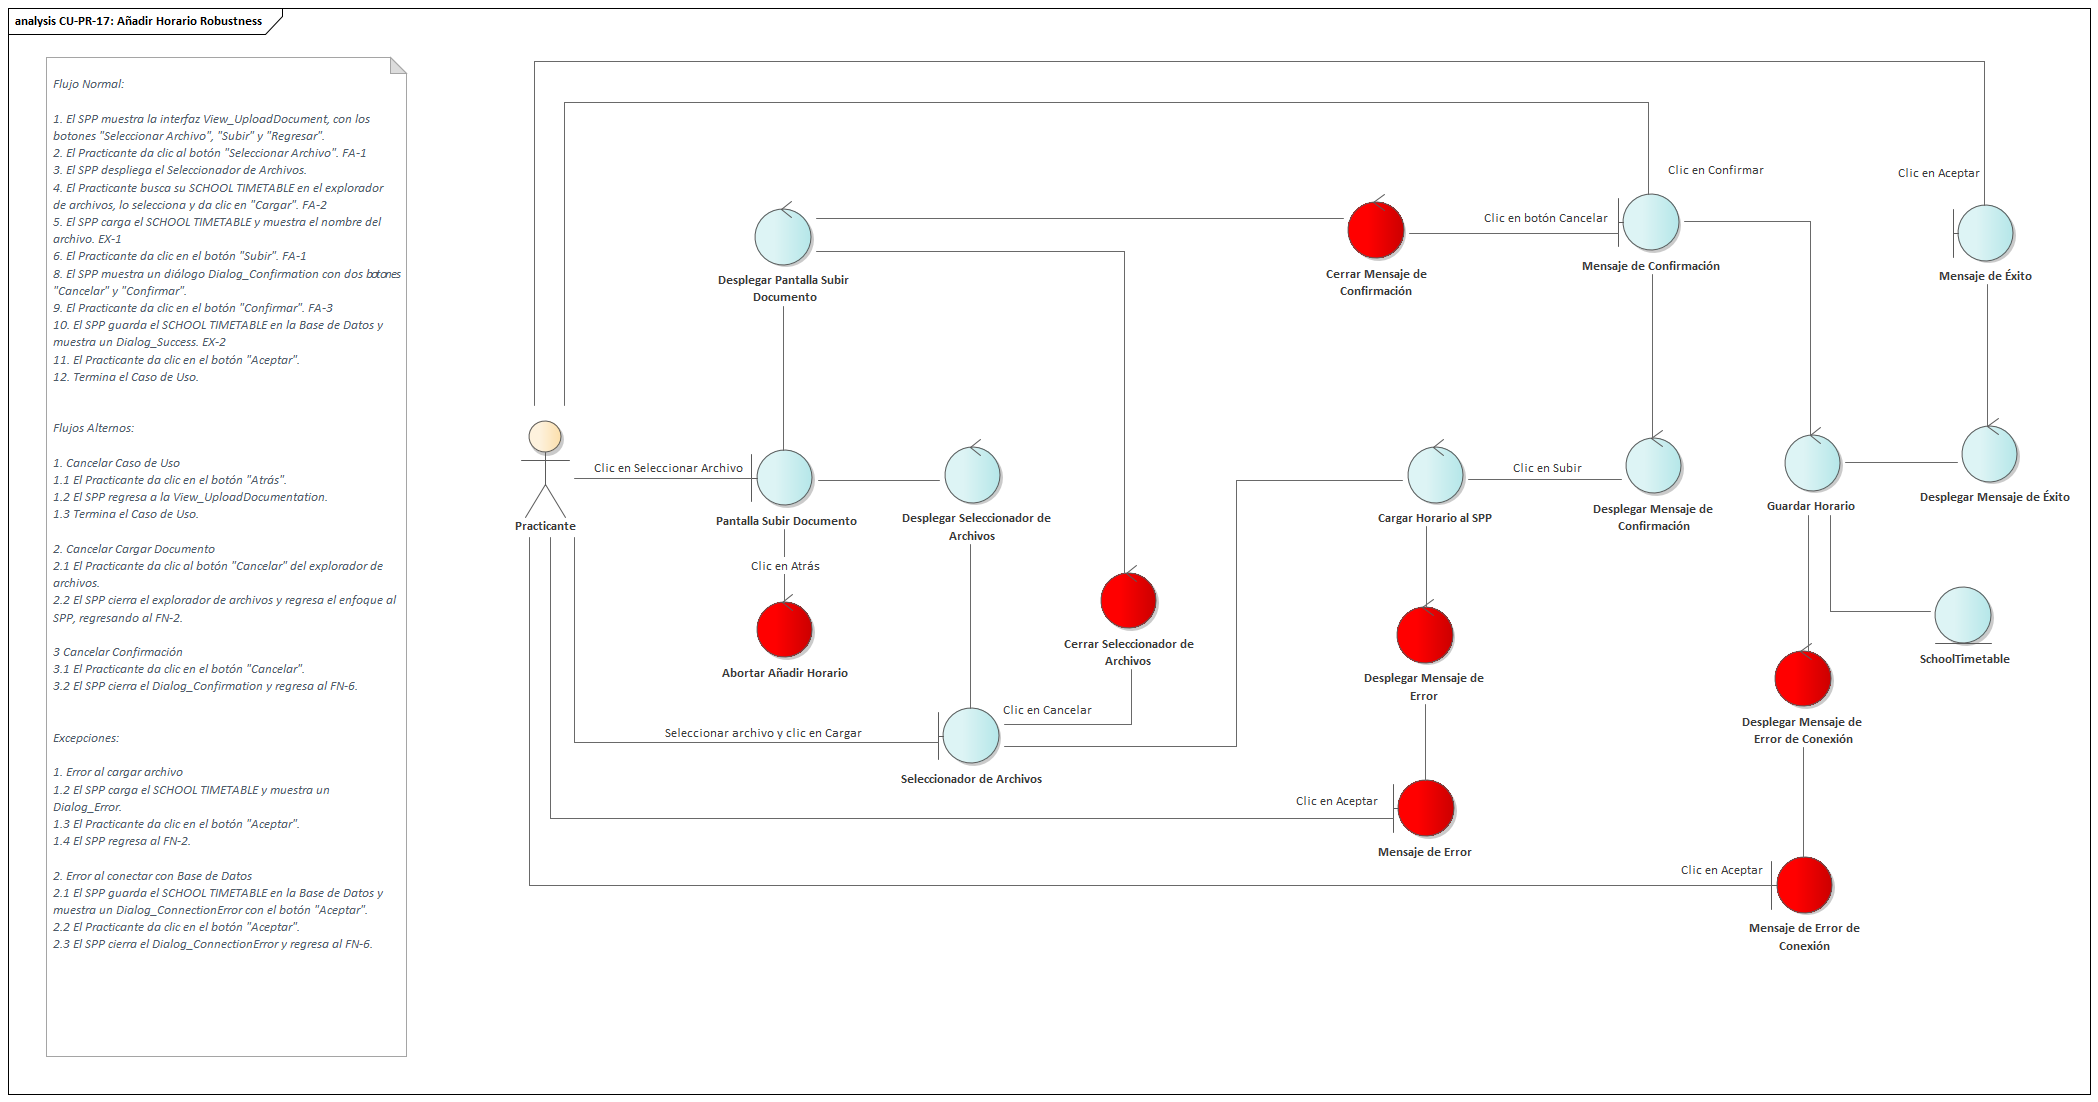 analysis CU-PR-17: Añadir Horario Robustness
Flujo Normal:
1. El SPP muestra la interfaz View_UploadDocument, con los
botones "Seleccionar Archivo", "Subir" y "Regresar".
2. El Practicante da clic al botón "Seleccionar Archivo". FA-1
3. El SPP despliega el Seleccionador de Archivos.
4. El Practicante busca su SCHOOL TIMETABLE en el explorador
de archivos, lo selecciona y da clic en "Cargar". FA-2
5. El SPP carga el SCHOOL TIMETABLE y muestra el nombre del
archivo. EX-1
6. El Practicante da clic en el botón "Subir". FA-1
8. El SPP muestra un diálogo Dialog_Confirmation con dos botones
"Cancelar" y "Confirmar".
9. El Practicante da clic en el botón "Confirmar". FA-3
10. El SPP guarda el SCHOOL TIMETABLE en la Base de Datos y
muestra un Dialog_Success. EX-2
11. El Practicante da clic en el botón "Aceptar".
12. Termina el Caso de Uso.
Flujos Alternos:
1. Cancelar Caso de Uso
1.1 El Practicante da clic en el botón "Atrás".
1.2 El SPP regresa a la View_UploadDocumentation.
1.3 Termina el Caso de Uso.
2. Cancelar Cargar Documento
2.1 El Practicante da clic al botón "Cancelar" del explorador de
archivos.
2.2 El SPP cierra el explorador de archivos y regresa el enfoque al
SPP, regresando al FN-2.
3 Cancelar Confirmación
3.1 El Practicante da clic en el botón "Cancelar".
3.2 El SPP cierra el Dialog_Confirmation y regresa al FN-6.
Excepciones:
1. Error al cargar archivo
1.2 El SPP carga el SCHOOL TIMETABLE y muestra un
Dialog_Error.
1.3 El Practicante da clic en el botón "Aceptar".
1.4 El SPP regresa al FN-2.
2. Error al conectar con Base de Datos
2.1 El SPP guarda el SCHOOL TIMETABLE en la Base de Datos y
muestra un Dialog_ConnectionError con el botón "Aceptar".
2.2 El Practicante da clic en el botón "Aceptar".
2.3 El SPP cierra el Dialog_ConnectionError y regresa al FN-6.
Clic en Confirmar
Clic en Aceptar
Clic en botón Cancelar
Desplegar Pantalla Subir
Documento
Cerrar Mensaje de
Confirmación
Mensaje de Confirmación
Mensaje de Éxito
Practicante
Clic en Seleccionar Archivo
Pantalla Subir Documento
Desplegar Seleccionador de
Archivos
Cargar Horario al SPP
Clic en Subir
Desplegar Mensaje de
Confirmación
Guardar Horario
Desplegar Mensaje de Éxito
Clic en Atrás
Abortar Añadir Horario
Cerrar Seleccionador de
Archivos
Desplegar Mensaje de
Error
SchoolTimetable
Desplegar Mensaje de
Error de Conexión
Clic en Cancelar
Seleccionar archivo y clic en Cargar
Seleccionador de Archivos
Clic en Aceptar
Mensaje de Error
Clic en Aceptar
Mensaje de Error de
Conexión